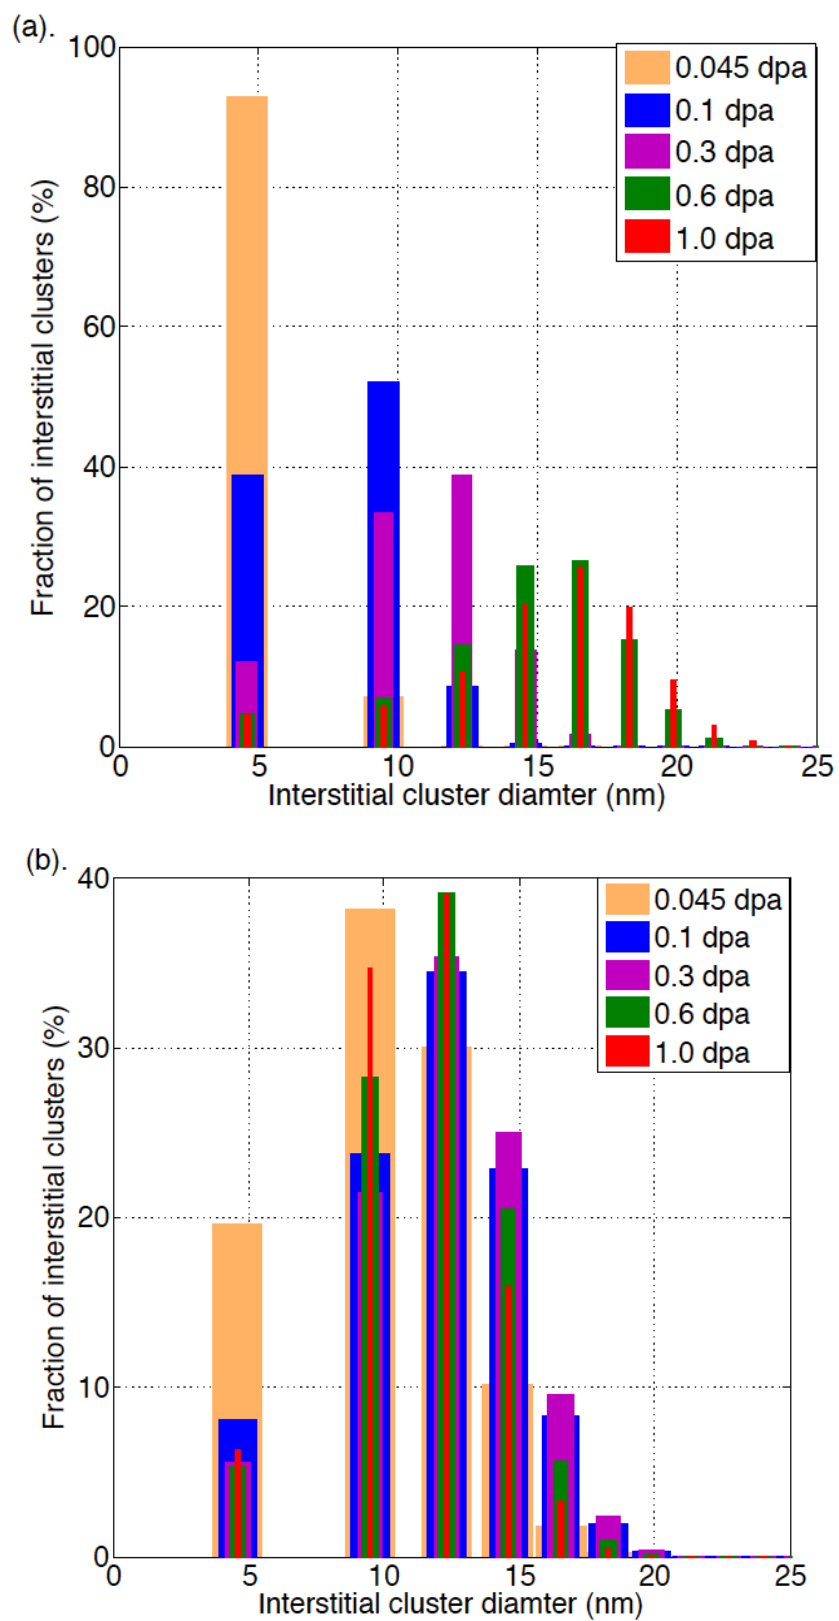 (a).
100
80
60
40
20
0
Fraction of interstitial clusters (%)
0.045 dpa
0.1 dpa
0.3 dpa
0.6 dpa
1.0 dpa
0 5 10 15 20 25
Interstitial cluster diamter (nm)
(b).
40
30
20
10
0
Fraction of interstitial clusters (%)
0.045 dpa
0.1 dpa
0.3 dpa
0.6 dpa
1.0 dpa
0 5 10 15 20 25
Interstitial cluster diamter (nm)